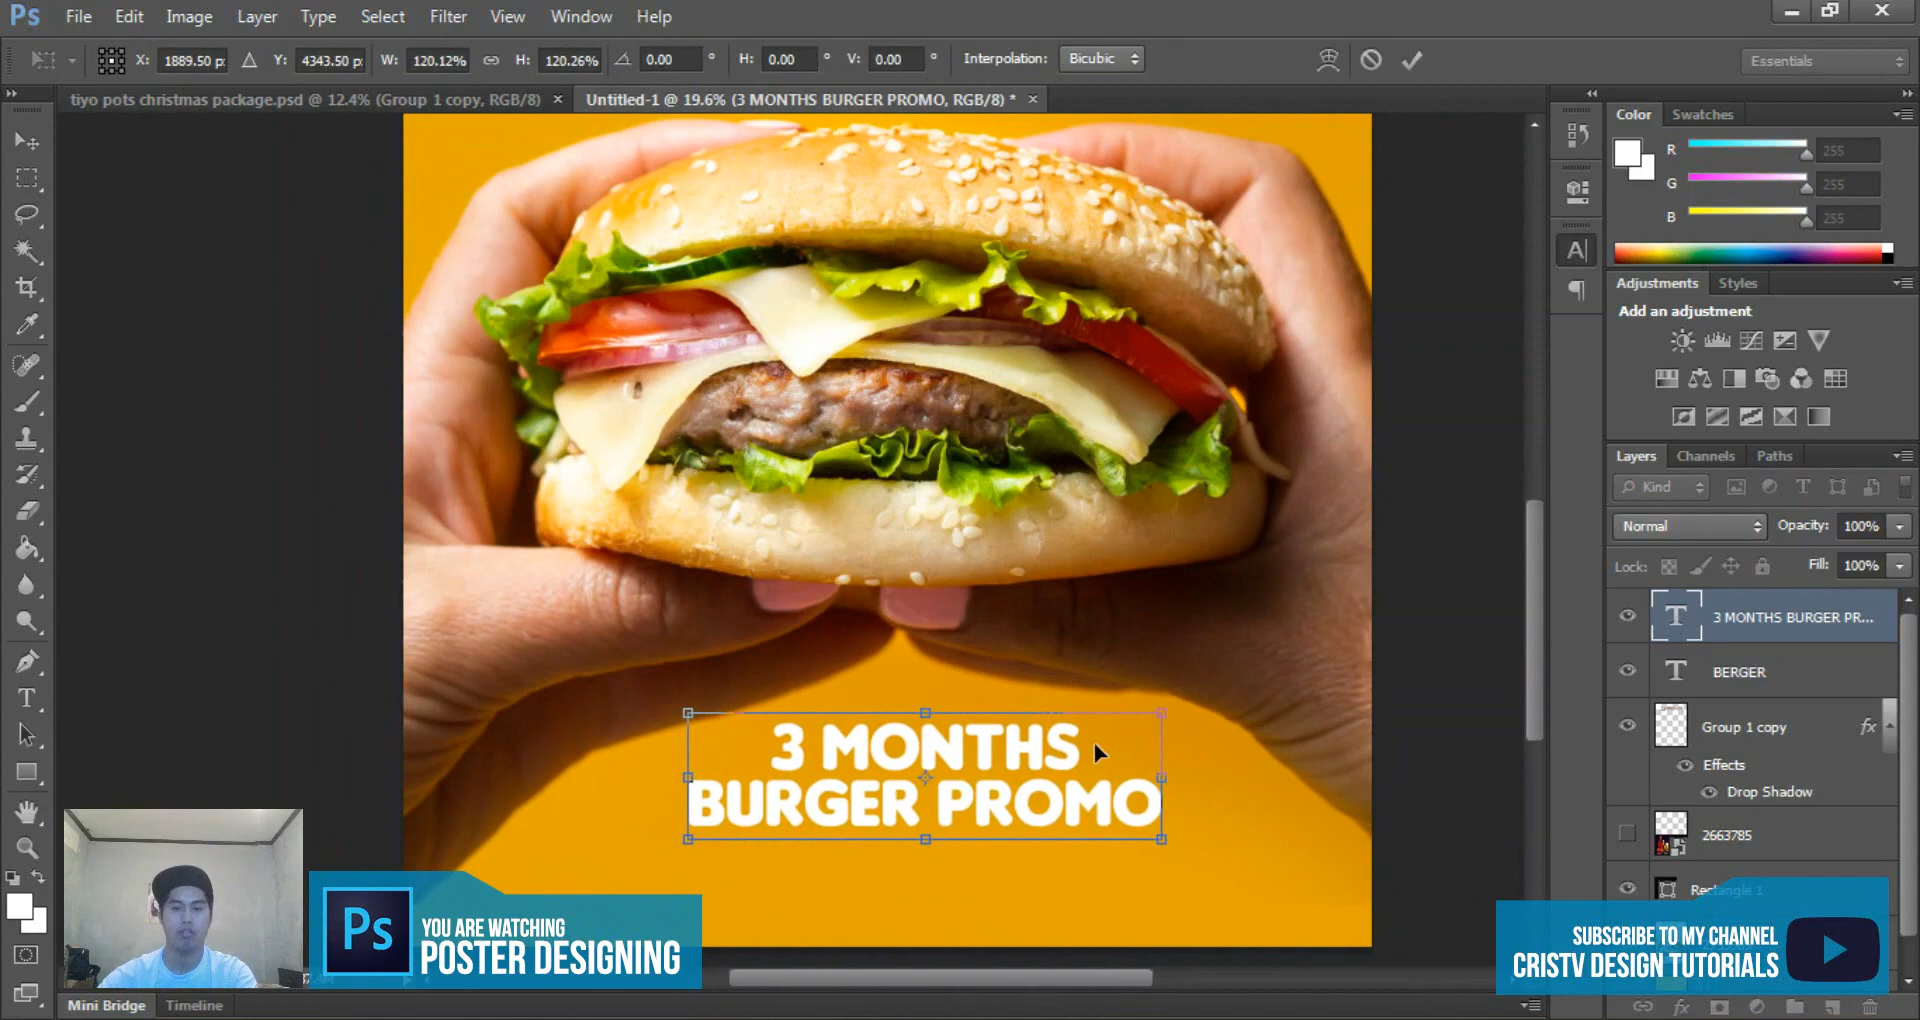 Ps File Edit Image Layer Type Select Filter View Window Help
X: 1889.50 p: Y: 4343.50 p: W: 120.12% H: 120.26% 0.00 ° H: 0.00 ° V: 0.00 ° Interpolation: Bicubic Essentials
tiyo pots christmas package.psd @ 12.4% (Group 1 copy, RGB/8) × Untitled-1 @ 19.6% (3 MONTHS BURGER PROMO, RGB/8) * ×
Color Swatches
R 255
G 255
B 255
Adjustments Styles
Add an adjustment
Layers Channels Paths
Kind
Normal Opacity: 100%
Lock: Fill: 100%
3 MONTHS BURGER PR...
BERGER
Group 1 copy fx
Effects
Drop Shadow
2663785
Rectangle 1
3 MONTHS
BURGER PROMO
Ps
YOU ARE WATCHING
POSTER DESIGNING
SUBSCRIBE TO MY CHANNEL
CRISTV DESIGN TUTORIALS
Mini Bridge Timeline